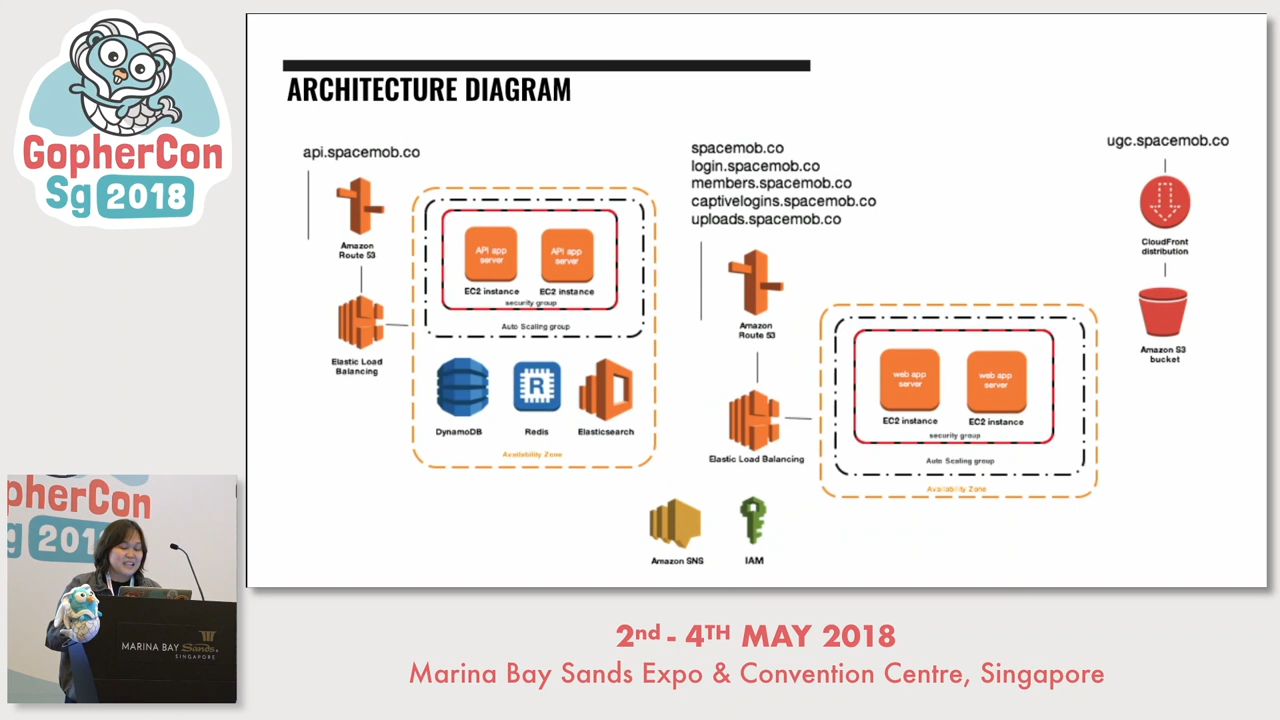 GopherCon
Sg 2018
ARCHITECTURE DIAGRAM
api.spacemob.co
Amazon
Route 53
Elastic Load
Balancing
API app
server
API app
server
EC2 instance
EC2 instance
security group
Auto Scaling group
DynamoDB
R
Redis
Elasticsearch
Availability Zone
spacemob.co
login.spacemob.co
members.spacemob.co
captivelogins.spacemob.co
uploads.spacemob.co
Amazon
Route 53
Elastic Load Balancing
web app
server
web app
server
EC2 instance
EC2 instance
security group
Auto Scaling group
Availability Zone
Amazon SNS
IAM
ugc.spacemob.co
CloudFront
distribution
Amazon S3
bucket
pherCon
g 201
MARINA BAY Sands.
SINGAPORE
2nd - 4TH MAY 2018
Marina Bay Sands Expo & Convention Centre, Singapore